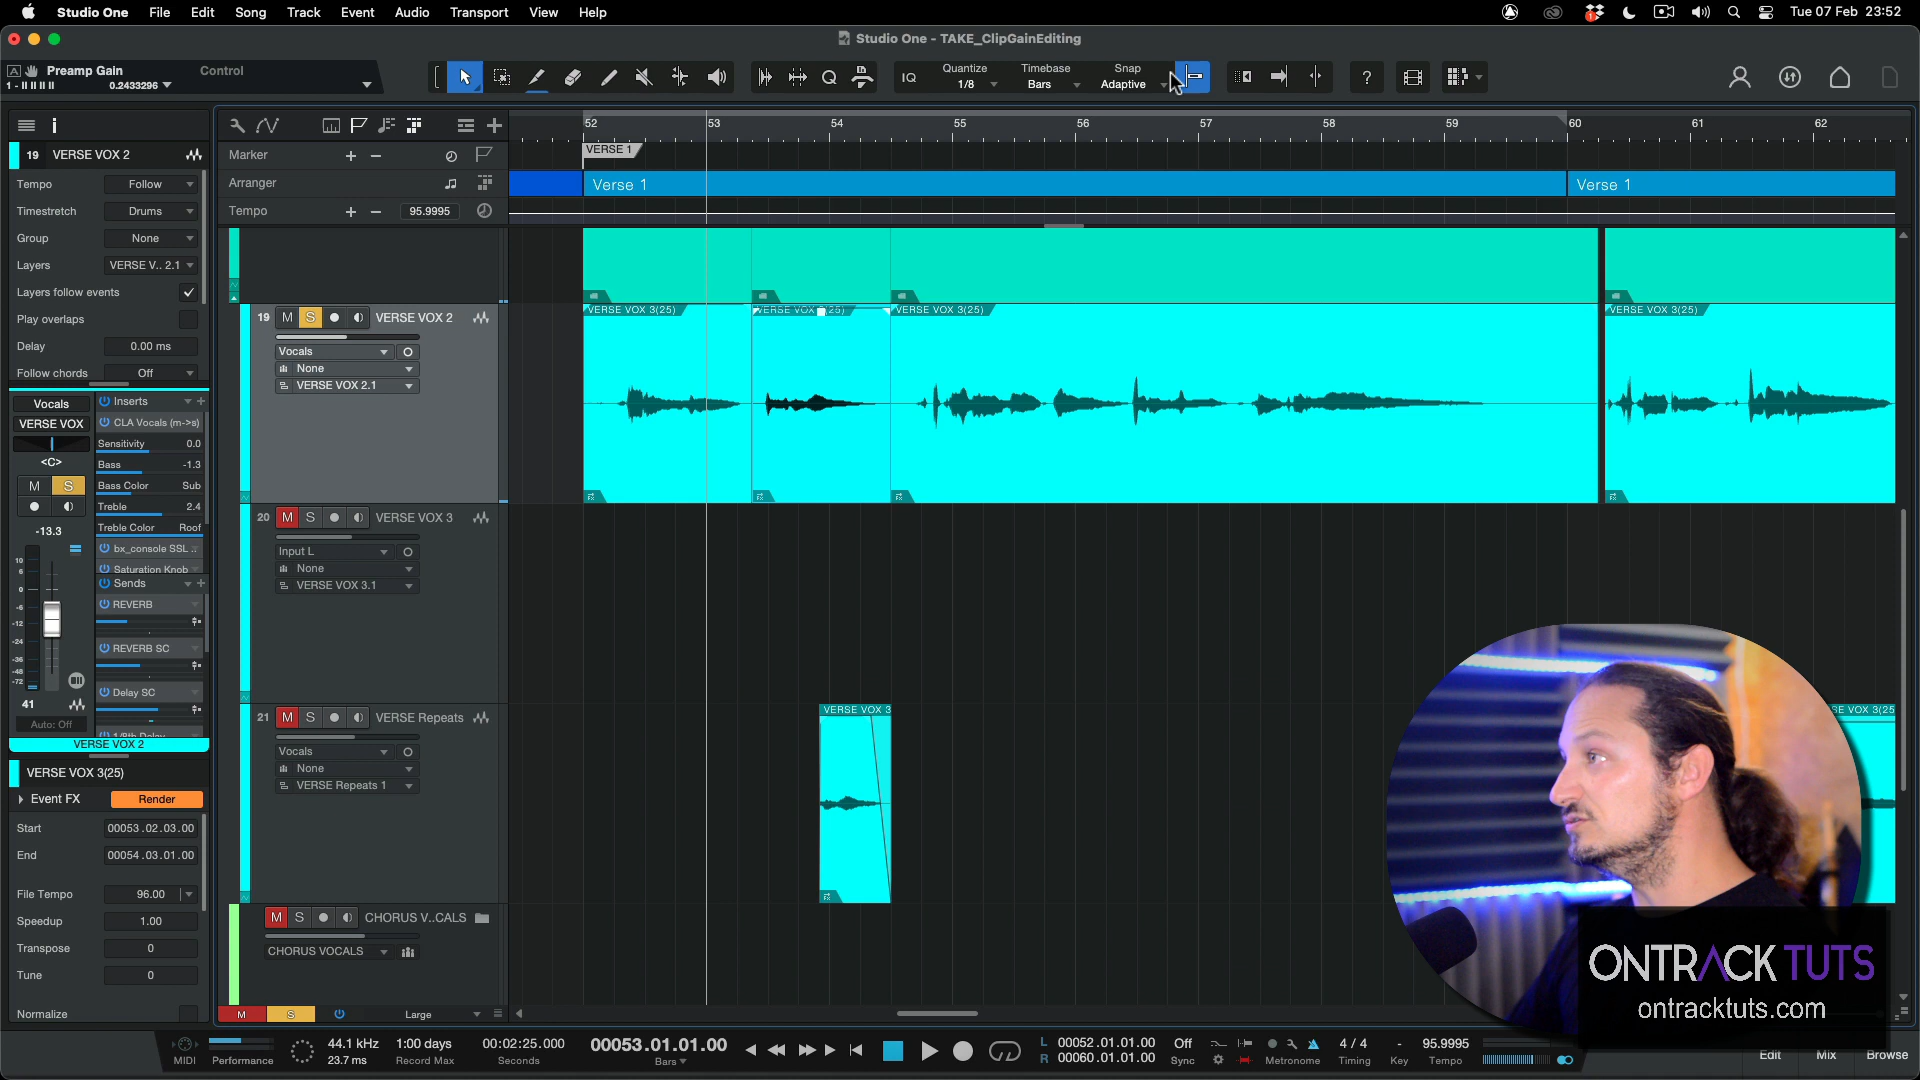 Studio One File Edit Song Track Event Audio Transport View Help
Tue 07 Feb 23:52
Studio One - TAKE_ClipGainEditing
Preamp Gain
Control
0.2433296
IQ
Quantize
1/8
Timebase
Bars
Snap
Adaptive
?
19 VERSE VOX 2
Tempo Follow
Timestretch Drums
Group None
Layers VERSE V.. 2.1
Layers follow events
Play overlaps
Delay 0.00 ms
Follow chords Off
Vocals
VERSE VOX
<C>
M S
-13.3
41
Auto: Off
VERSE VOX 2
Inserts
CLA Vocals (m->s)
Sensitivity 0.0
Bass -1.3
Bass Color Sub
Treble 2.4
Treble Color Roof
bx_console SSL ..
Saturation Knob
Sends
REVERB
REVERB SC
Delay SC
1/8th Delay
VERSE VOX 3(25)
Event FX Render
Start 00053.02.03.00
End 00054.03.01.00
File Tempo 96.00
Speedup 1.00
Transpose 0
Tune 0
Normalize
Marker
Arranger
Tempo 95.9995
52 53 54 55 56 57 58 59 60 61 62
VERSE 1
Verse 1 Verse 1
19 M S VERSE VOX 2
Vocals
None
VERSE VOX 2.1
VERSE VOX 3(25)
VERSE VOX 3(25)
VERSE VOX 3(25)
20 M S VERSE VOX 3
Input L
None
VERSE VOX 3.1
21 M S VERSE Repeats
Vocals
None
VERSE Repeats 1
VERSE VOX 3
SE VOX 3(25
M S CHORUS V..CALS
CHORUS VOCALS
M S Large
ONTRACK TUTS
ontracktuts.com
MIDI
Performance
44.1 kHz
23.7 ms
1:00 days
Record Max
00:02:25.000
Seconds
00053.01.01.00
Bars
L 00052.01.01.00
R 00060.01.01.00
Off
Sync
Metronome
4 / 4
Timing
-
Key
95.9995
Tempo
Edit Mix Browse